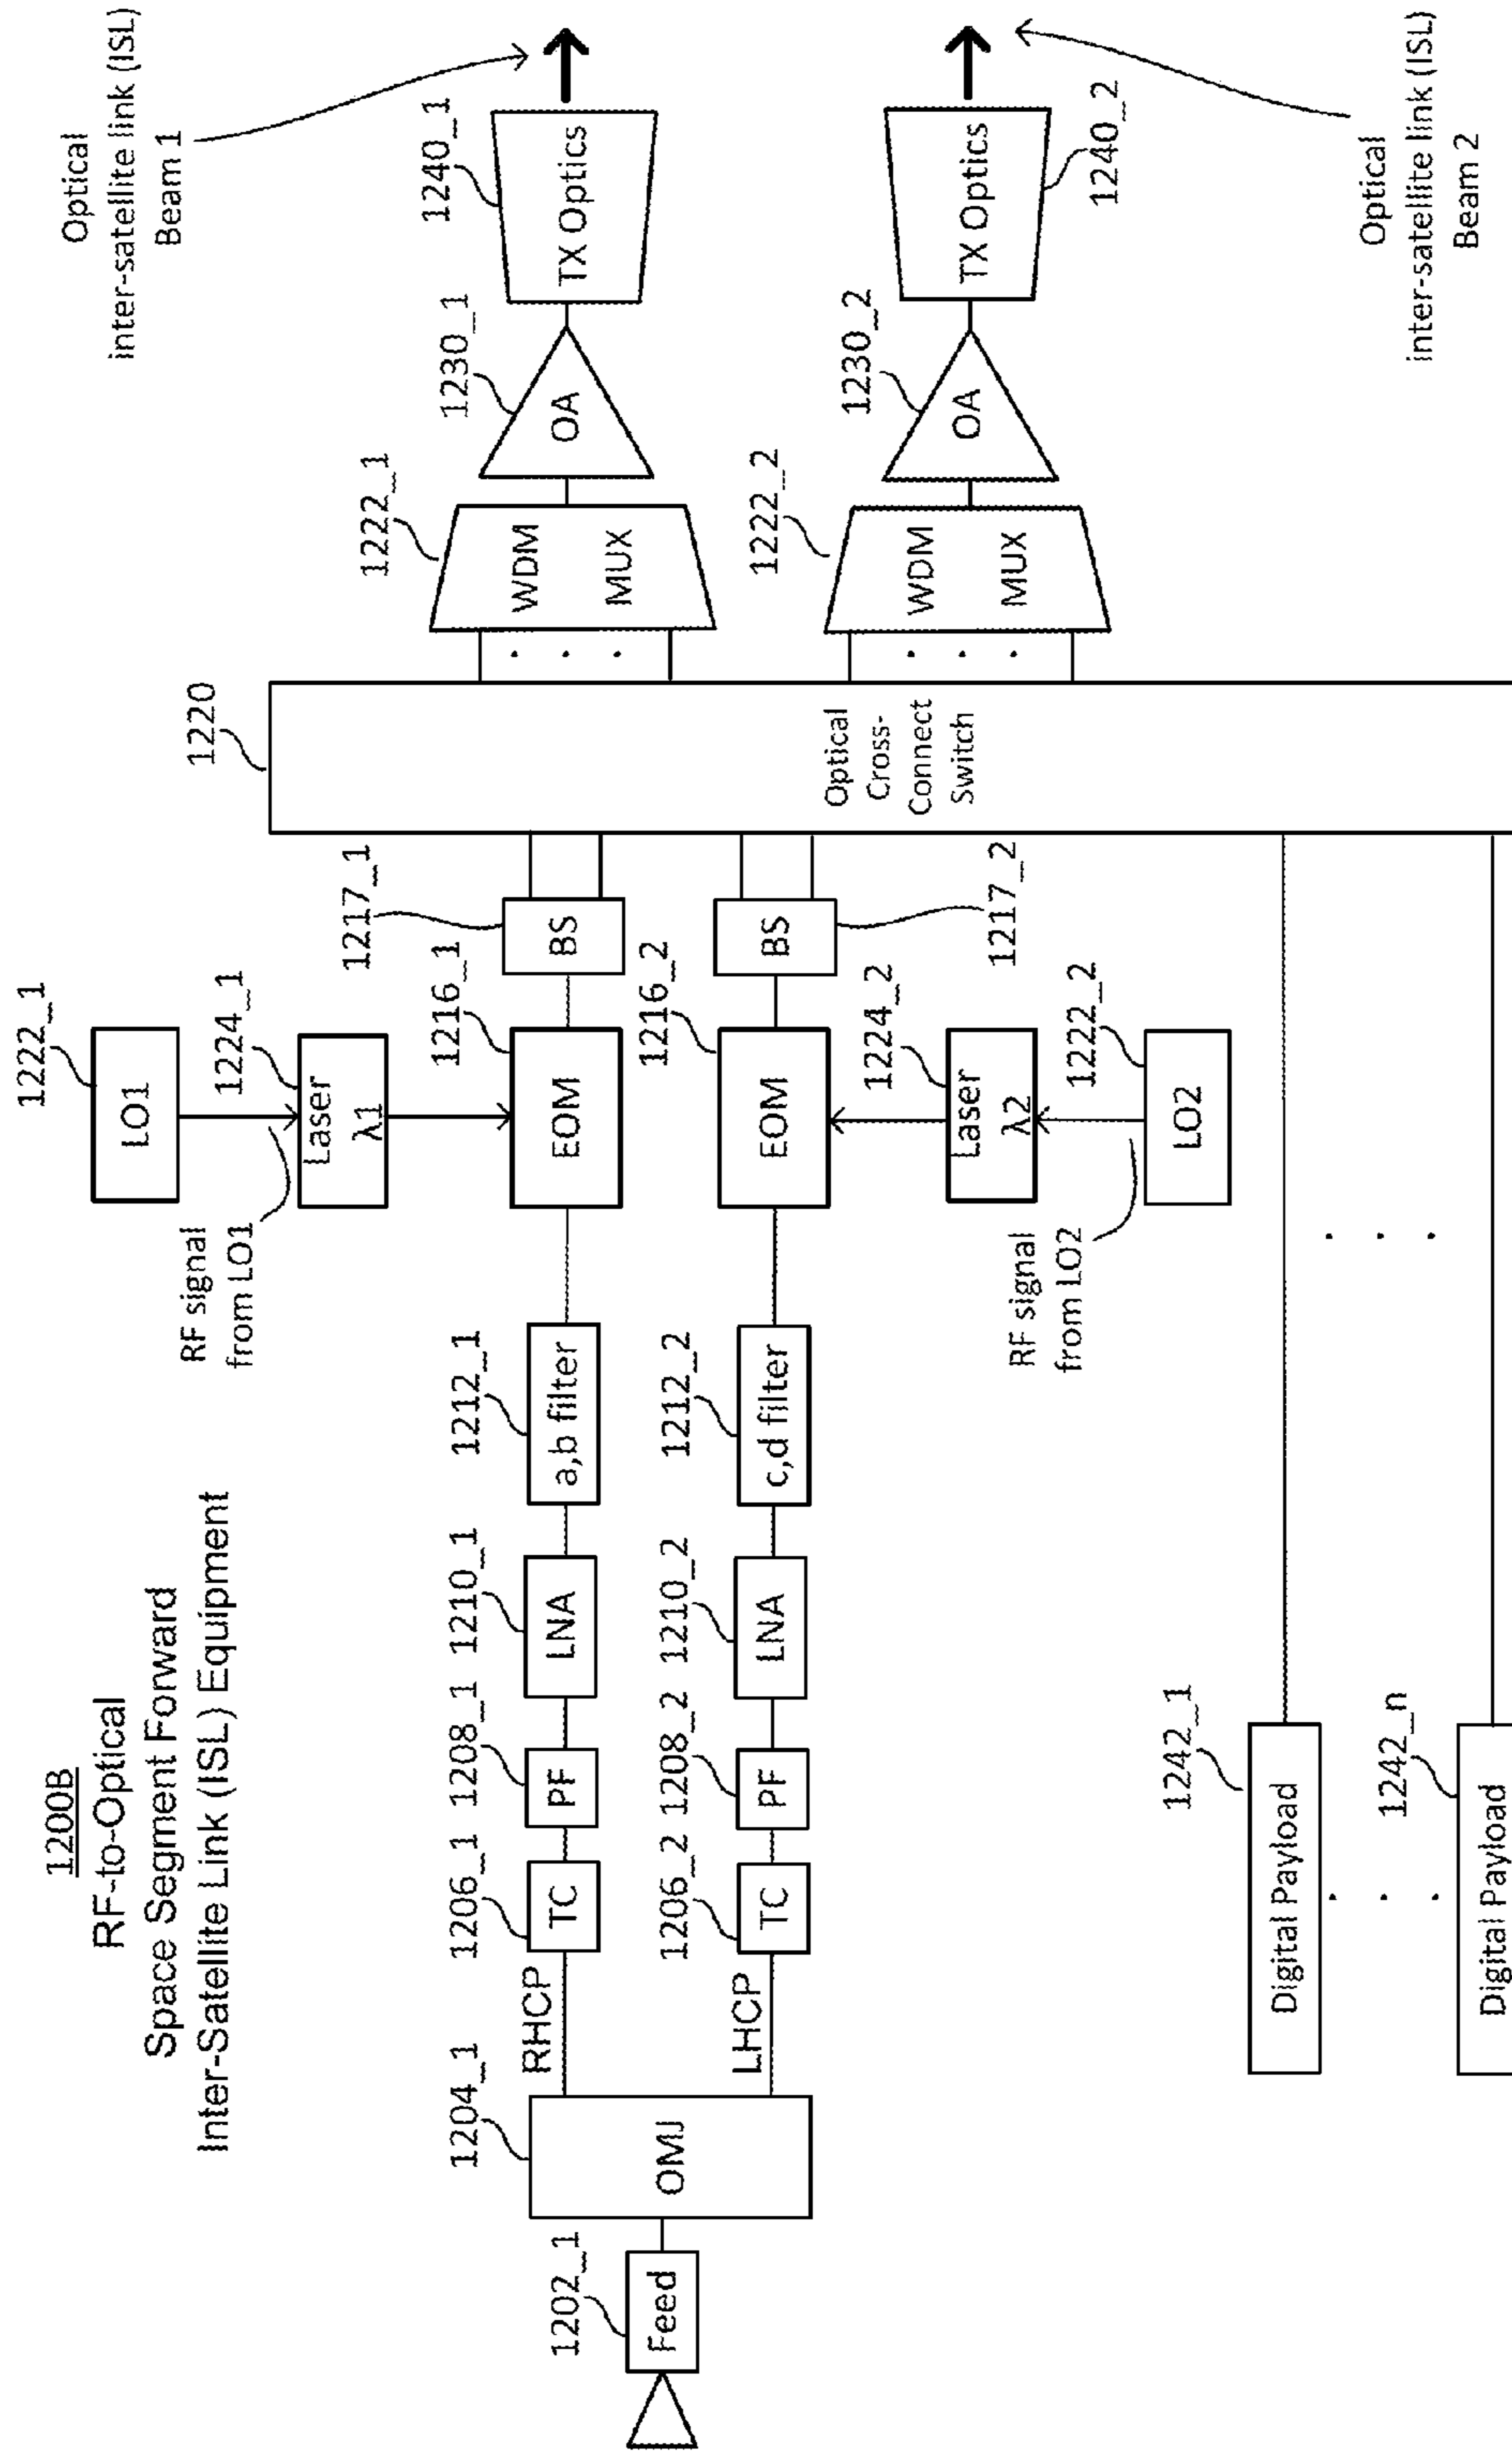 1200B
RF-to-Optical
Space Segment Forward
Inter-Satellite Link (ISL) Equipment
1202_1
Feed
1204_1
OMJ
RHCP
LHCP
1206_1
TC
1208_1
PF
1210_1
LNA
1212_1
a,b filter
1206_2
TC
1208_2
PF
1210_2
LNA
1212_2
c,d filter
1222_1
LO1
RF signal
from LO1
1224_1
Laser
λ1
1216_1
EOM
1217_1
BS
1216_2
EOM
1217_2
BS
1224_2
Laser
λ2
RF signal
from LO2
1222_2
LO2
1220
Optical
Cross-
Connect
Switch
1222_1
WDM
MUX
1230_1
OA
1240_1
TX Optics
Optical
inter-satellite link (ISL)
Beam 1
1222_2
WDM
MUX
1230_2
OA
1240_2
TX Optics
Optical
inter-satellite link (ISL)
Beam 2
1242_1
Digital Payload
1242_n
Digital Payload